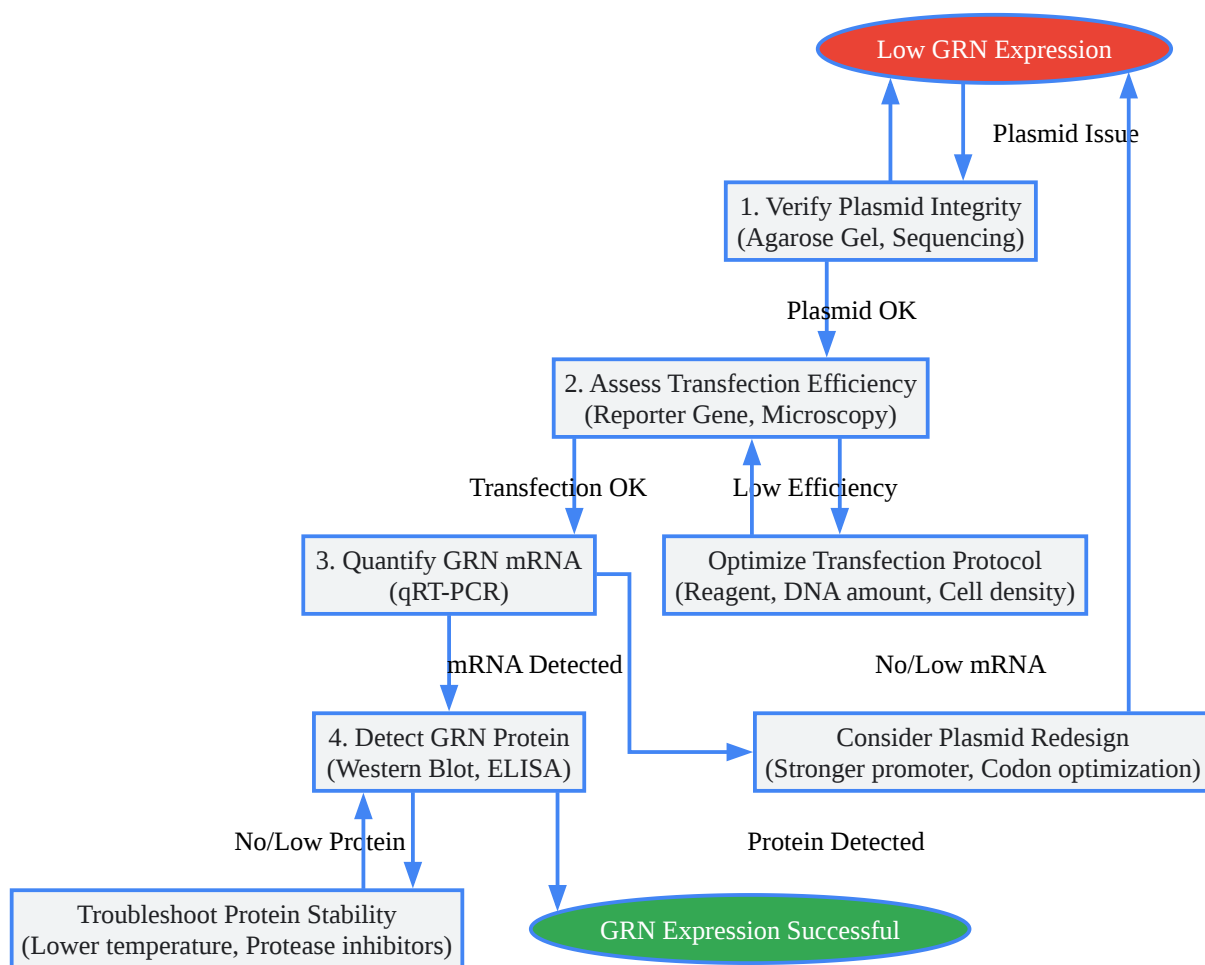 Low GRN Expression
Plasmid Issue
1. Verify Plasmid Integrity
(Agarose Gel, Sequencing)
Plasmid OK
2. Assess Transfection Efficiency
(Reporter Gene, Microscopy)
Transfection OK
Low Efficiency
3. Quantify GRN mRNA
(qRT-PCR)
Optimize Transfection Protocol
(Reagent, DNA amount, Cell density)
mRNA Detected
No/Low mRNA
4. Detect GRN Protein
(Western Blot, ELISA)
Consider Plasmid Redesign
(Stronger promoter, Codon optimization)
No/Low Protein
Protein Detected
Troubleshoot Protein Stability
(Lower temperature, Protease inhibitors)
GRN Expression Successful